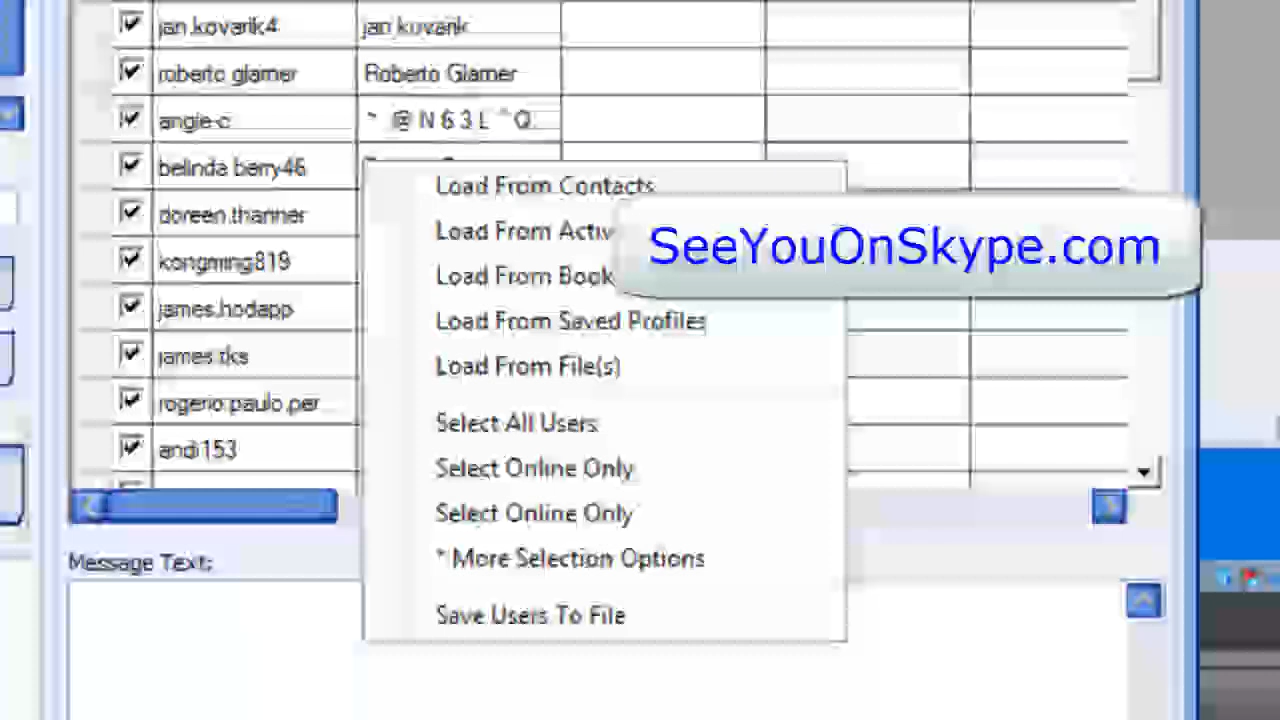 jan.kovarik4 jan kovarik
roberto glamer Roberto Glamer
angie-c ~ @ N 6 3 L ^ Q
belinda berry46
doreen.thanner
kongming819
james.hodapp
james.tks
rogerio.paulo.per
andi153
Load From Contacts
Load From Activ
Load From Book
Load From Saved Profiles
Load From File(s)
Select All Users
Select Online Only
Select Online Only
* More Selection Options
Save Users To File
SeeYouOnSkype.com
Message Text: